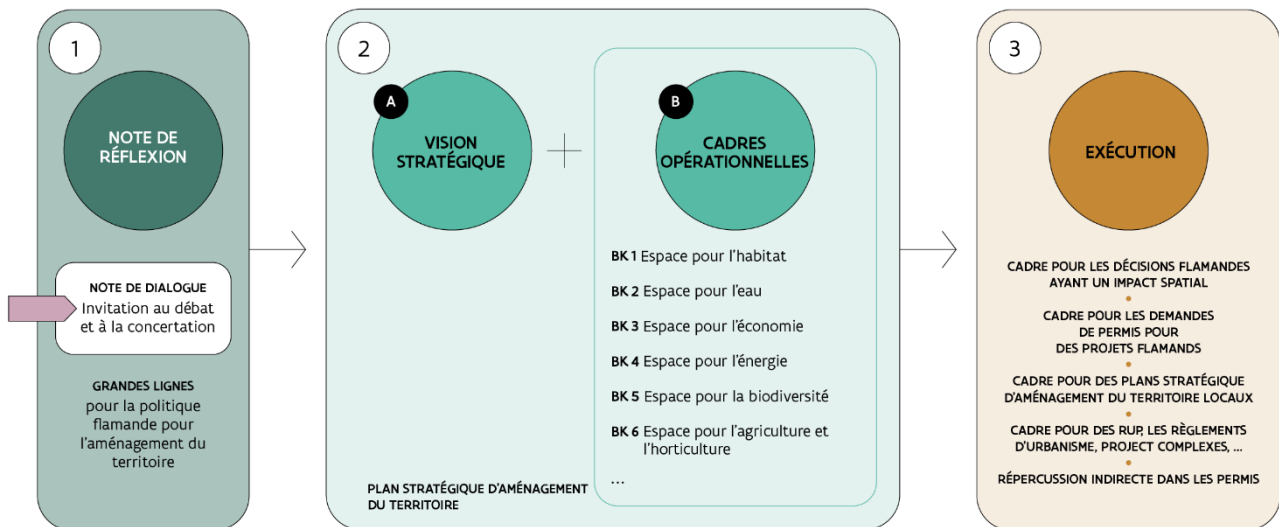 1
NOTE DE
RÉFLEXION
NOTE DE DIALOGUE
Invitation au débat
et à la concertation
GRANDES LIGNES
pour la politique
flamande pour
l'aménagement du
territoire
2
A
VISION
STRATÉGIQUE
B
CADRES
OPÉRATIONNELLES
BK 1 Espace pour l'habitat
BK 2 Espace pour l'eau
BK 3 Espace pour l'économie
BK 4 Espace pour l'énergie
BK 5 Espace pour la biodiversité
BK 6 Espace pour l'agriculture et
l'horticulture
...
PLAN STRATÉGIQUE D'AMÉNAGEMENT
DU TERRITOIRE
3
EXÉCUTION
CADRE POUR LES DÉCISIONS FLAMANDES
AYANT UN IMPACT SPATIAL
CADRE POUR LES DEMANDES
DE PERMIS POUR
DES PROJETS FLAMANDS
CADRE POUR DES PLANS STRATÉGIQUE
D'AMÉNAGEMENT DU TERRITOIRE LOCAUX
CADRE POUR DES RUP, LES RÈGLEMENTS
D'URBANISME, PROJECT COMPLEXES, ...
RÉPERCUSSION INDIRECTE DANS LES PERMIS